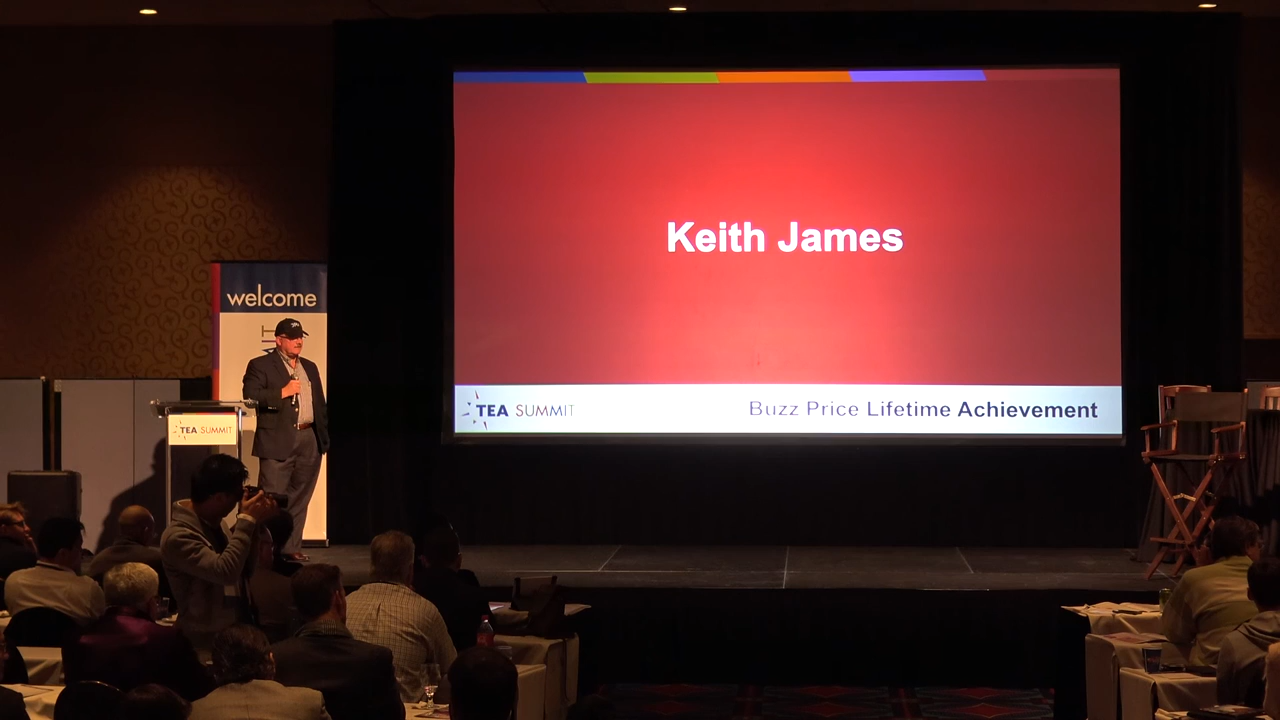 Keith James
TEA SUMMIT
Buzz Price Lifetime Achievement
welcome
TEA SUMMIT